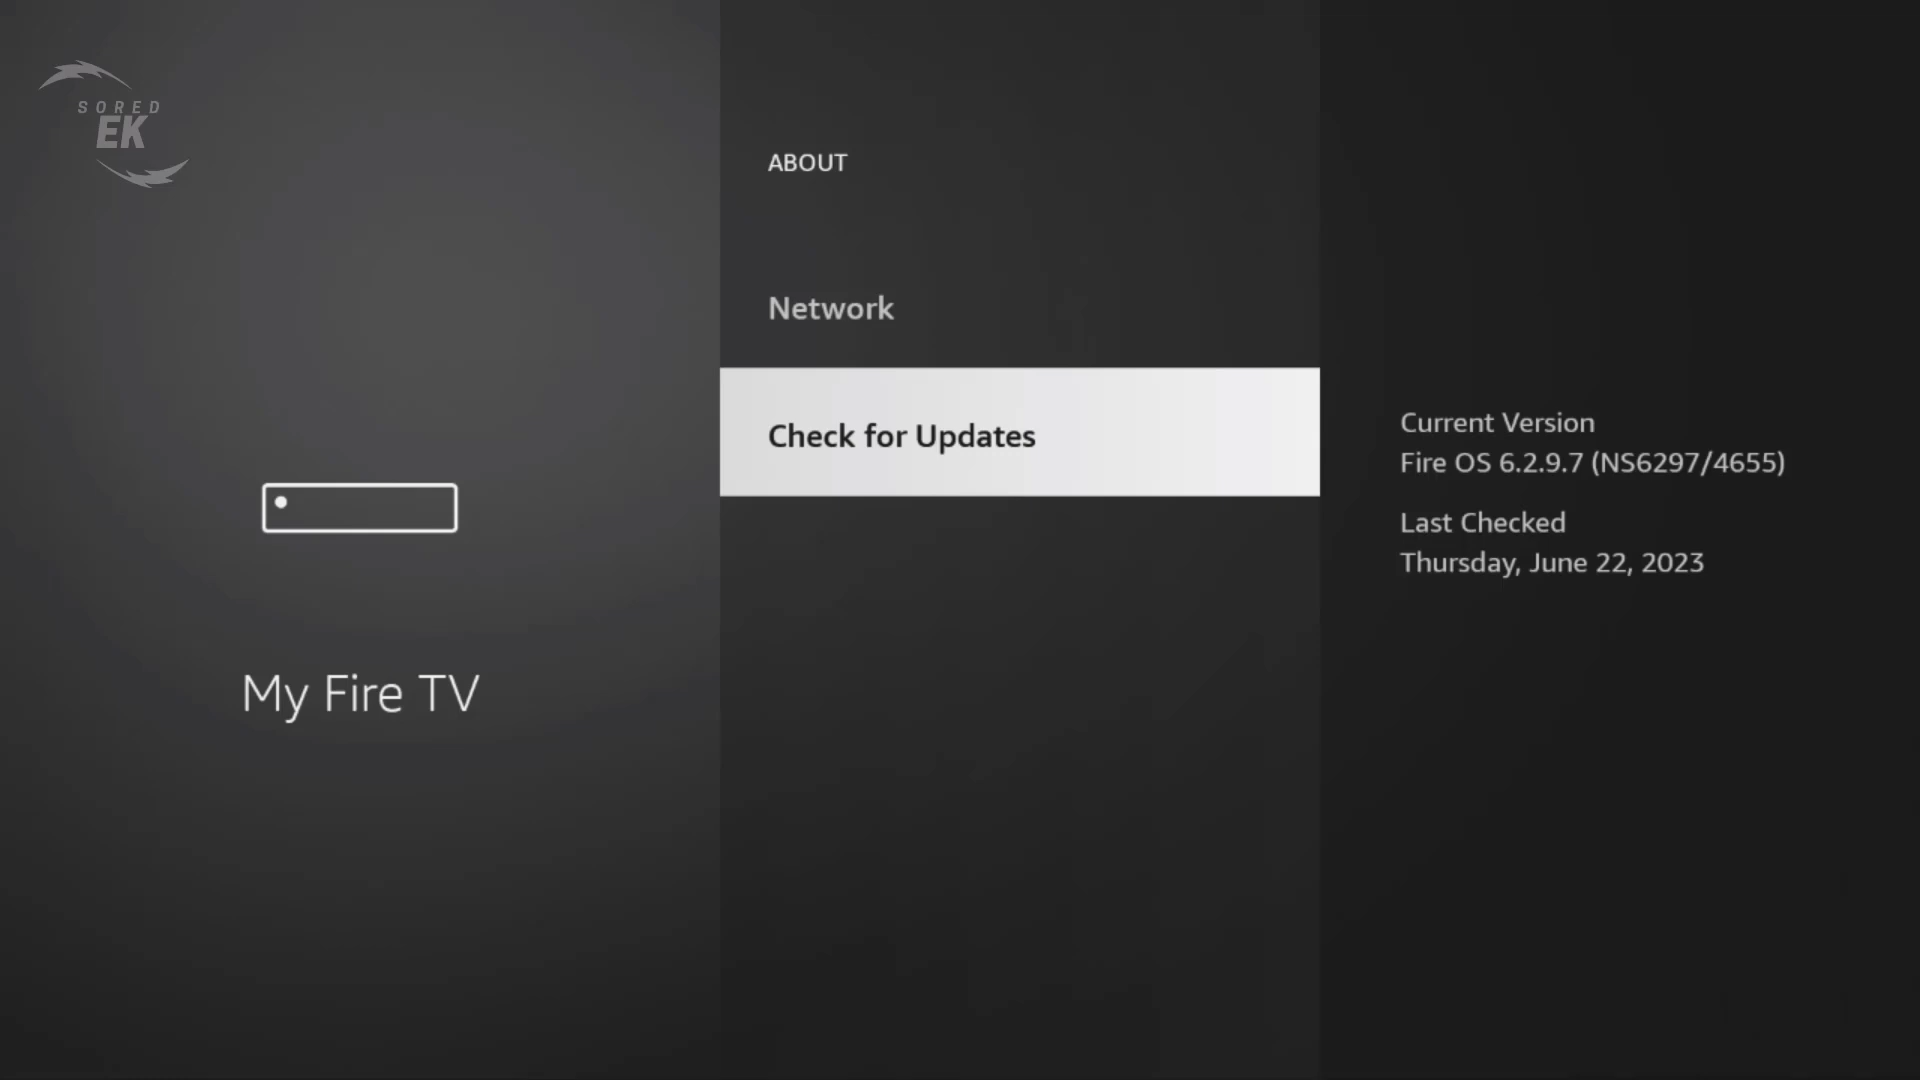 SORED
EK
ABOUT
Network
Check for Updates
Current Version
Fire OS 6.2.9.7 (NS6297/4655)
Last Checked
Thursday, June 22, 2023
My Fire TV